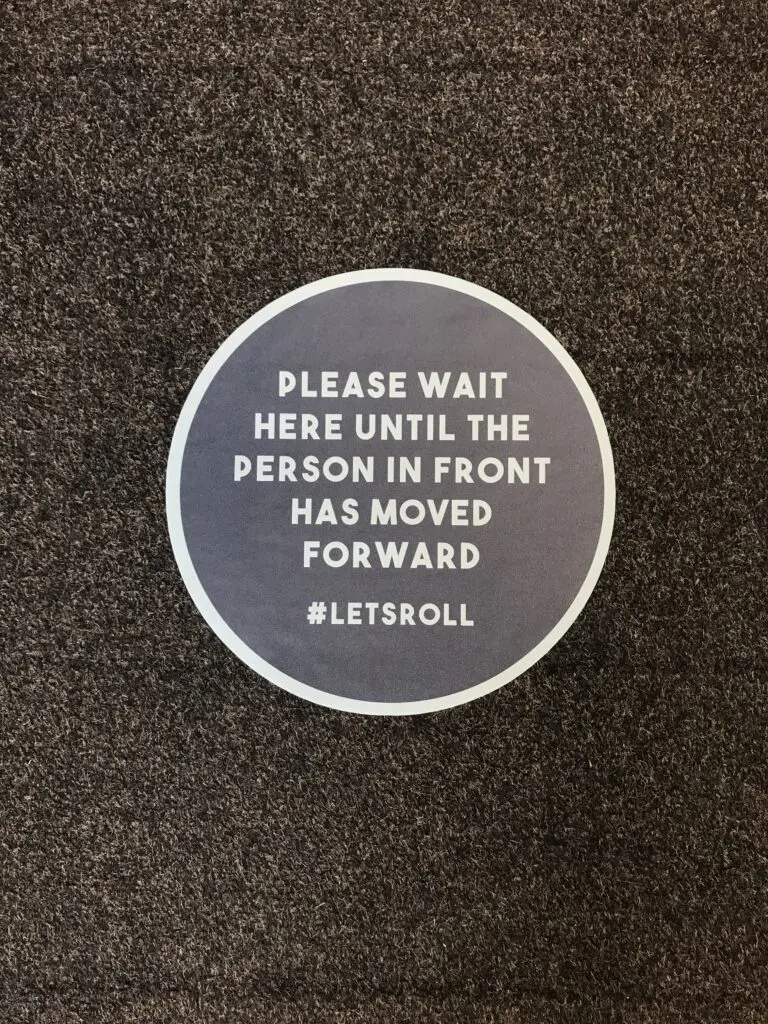 PLEASE WAIT
HERE UNTIL THE
PERSON IN FRONT
HAS MOVED
FORWARD
#LETSROLL